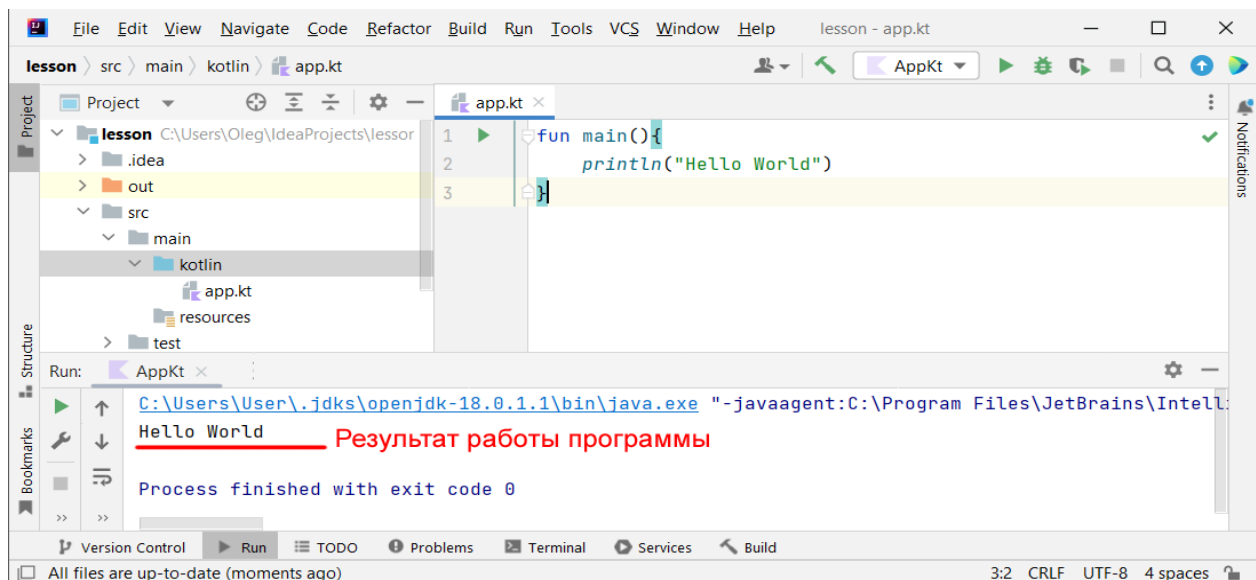 File Edit View Navigate Code Refactor Build Run Tools VCS Window Help lesson - app.kt
lesson 〉 src 〉 main 〉 kotlin 〉 app.kt AppKt
Project
Project
app.kt
Notifications
lesson C:\Users\Oleg\IdeaProjects\lessor
.idea
out
src
main
kotlin
app.kt
resources
test
1 fun main(){
2 println("Hello World")
3 }
Structure
Bookmarks
Run: AppKt
C:\Users\User\.jdks\openjdk-18.0.1.1\bin\java.exe "-javaagent:C:\Program Files\JetBrains\Intell
Hello World
Результат работы программы
Process finished with exit code 0
Version Control Run TODO Problems Terminal Services Build
All files are up-to-date (moments ago) 3:2 CRLF UTF-8 4 spaces